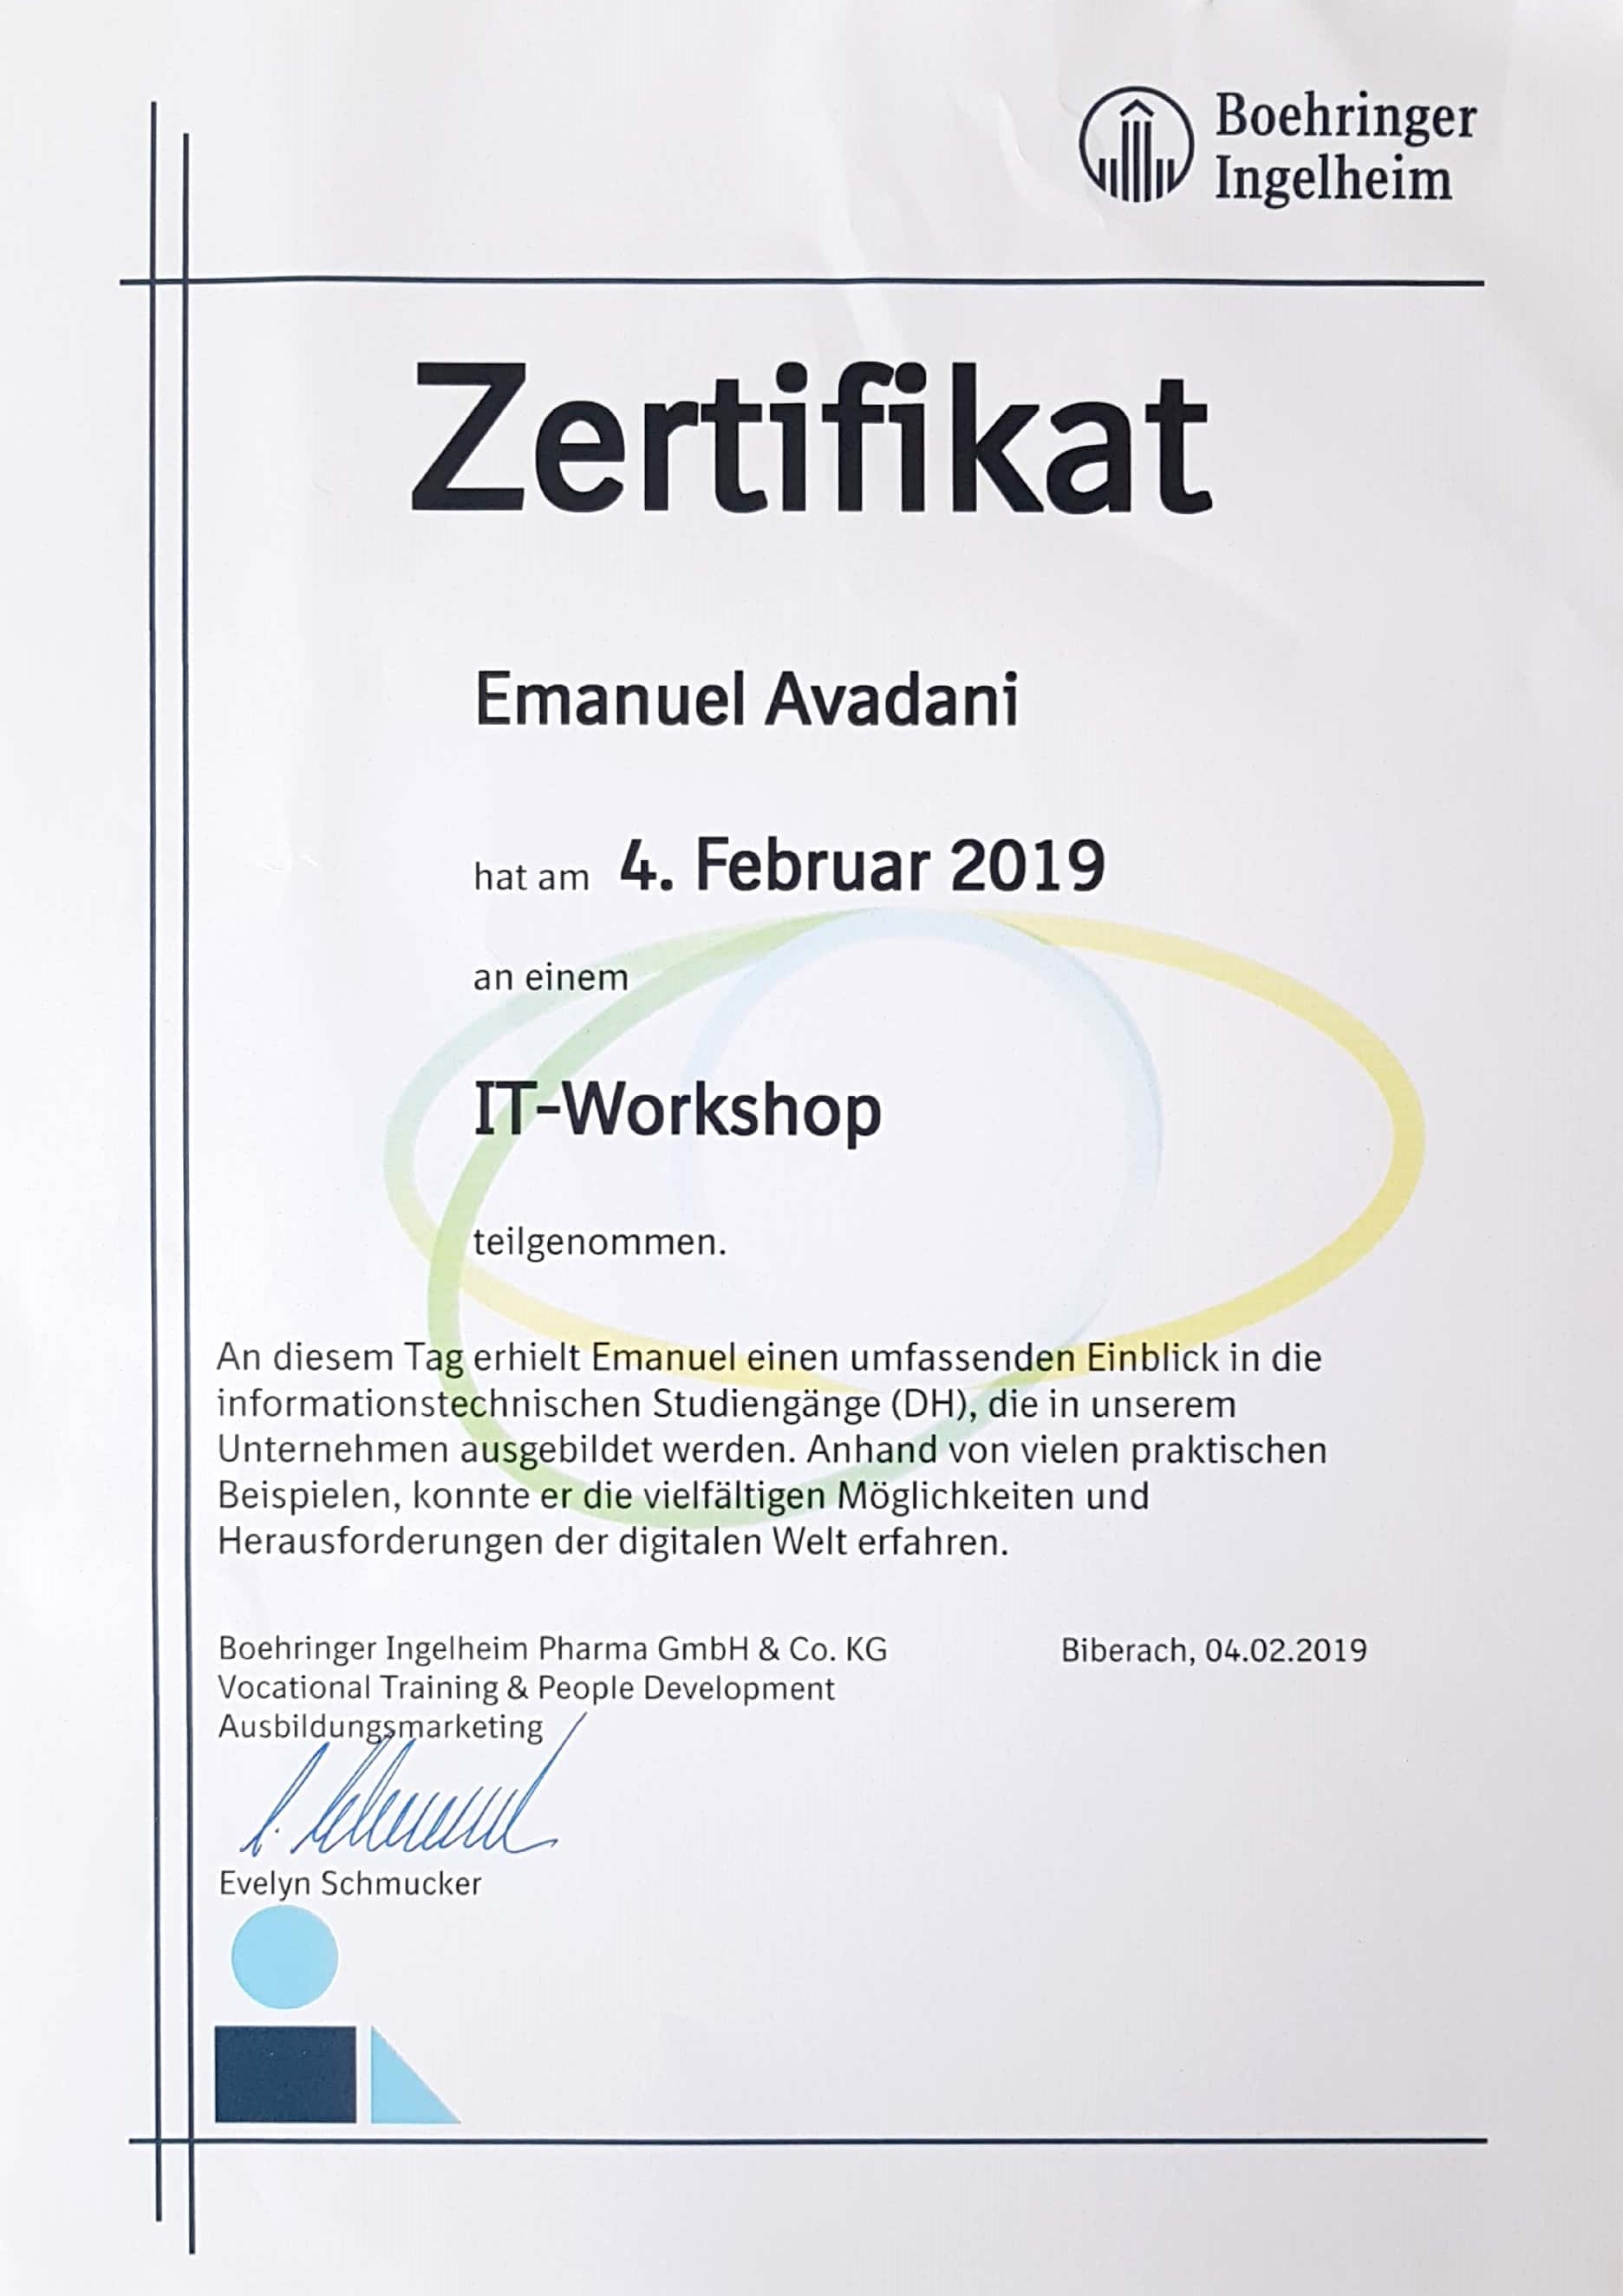 Boehringer
Ingelheim
Zertifikat
Emanuel Avadani
hat am 4. Februar 2019
an einem
IT-Workshop
teilgenommen.
An diesem Tag erhielt Emanuel einen umfassenden Einblick in die
informationstechnischen Studiengänge (DH), die in unserem
Unternehmen ausgebildet werden. Anhand von vielen praktischen
Beispielen, konnte er die vielfältigen Möglichkeiten und
Herausforderungen der digitalen Welt erfahren.
Boehringer Ingelheim Pharma GmbH & Co. KG Biberach, 04.02.2019
Vocational Training & People Development
Ausbildungsmarketing
Evelyn Schmucker